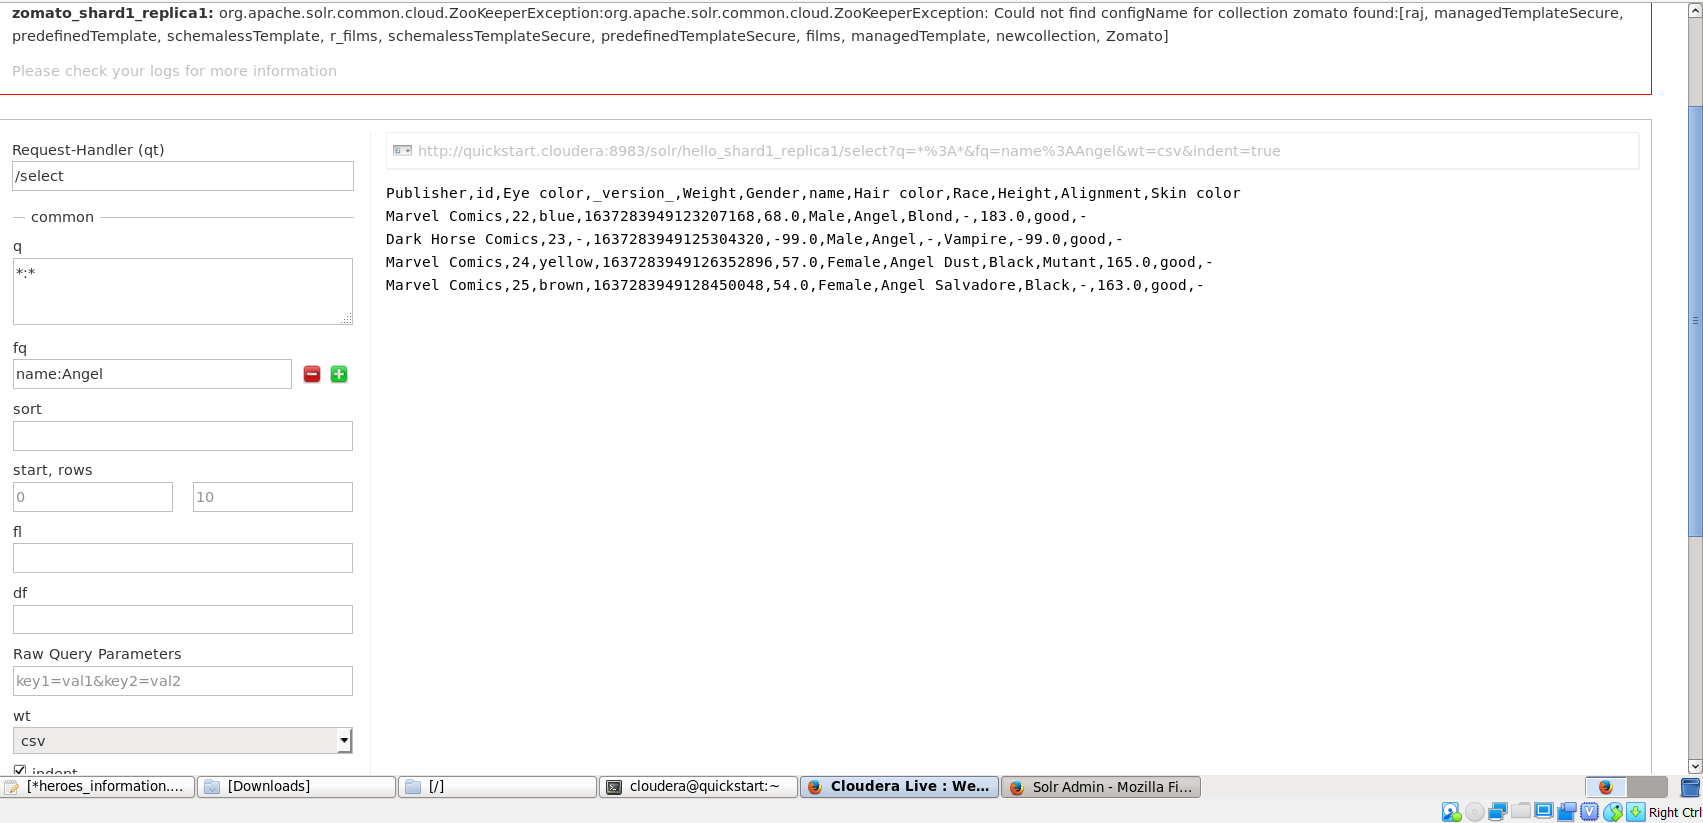 zomato_shard1_replica1: org.apache.solr.common.cloud.ZooKeeperException:org.apache.solr.common.cloud.ZooKeeperException: Could not find configName for collection zomato found:[raj, managedTemplateSecure,
predefinedTemplate, schemalessTemplate, r_films, schemalessTemplateSecure, predefinedTemplateSecure, films, managedTemplate, newcollection, Zomato]
Please check your logs for more information
Request-Handler (qt)
/select
common
q
*:*
fq
name:Angel
sort
start, rows
0 10
fl
df
Raw Query Parameters
key1=val1&key2=val2
wt
csv
indent
http://quickstart.cloudera:8983/solr/hello_shard1_replica1/select?q=*%3A*&fq=name%3AAngel&wt=csv&indent=true
Publisher,id,Eye color,_version_,Weight,Gender,name,Hair color,Race,Height,Alignment,Skin color
Marvel Comics,22,blue,1637283949123207168,68.0,Male,Angel,Blond,-,183.0,good,-
Dark Horse Comics,23,-,1637283949125304320,-99.0,Male,Angel,-,Vampire,-99.0,good,-
Marvel Comics,24,yellow,1637283949126352896,57.0,Female,Angel Dust,Black,Mutant,165.0,good,-
Marvel Comics,25,brown,1637283949128450048,54.0,Female,Angel Salvadore,Black,-,163.0,good,-
[*heroes_information.... [Downloads] [/] cloudera@quickstart:~ Cloudera Live : We... Solr Admin - Mozilla Fi...
Right Ctrl